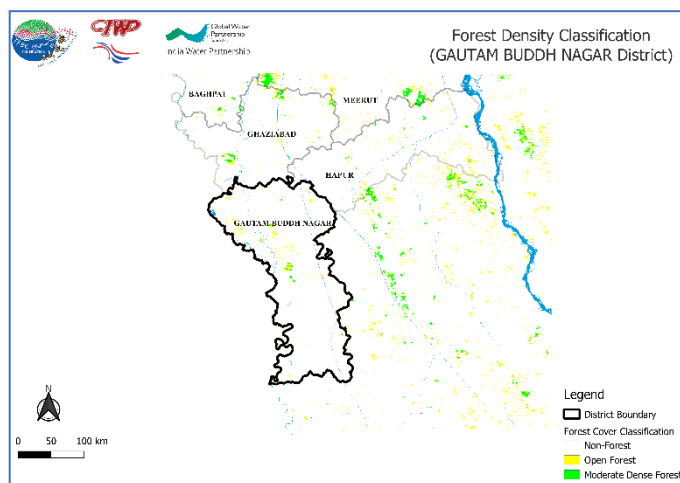 CIWP
Global Water
Partnership
India Water Partnership
Forest Density Classification
(GAUTAM BUDDH NAGAR District)
BAGHPAT
MEERUT
GHAZIABAD
HAPUR
GAUTAM BUDDH NAGAR
N
0 50 100 km
Legend
District Boundary
Forest Cover Classification
Non-Forest
Open Forest
Moderate Dense Forest